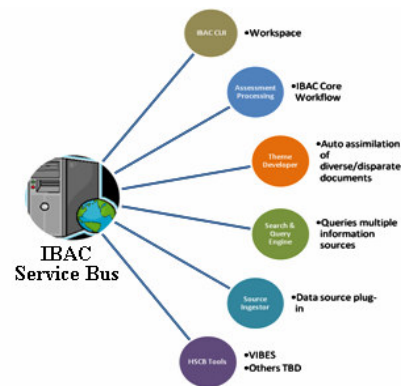 IBAC CUI
•Workspace
Assessment
Processing
•IBAC Core
Workflow
Theme
Developer
•Auto assimilation
of
diverse/disparate
documents
Search &
Query
Engine
•Queries multiple
information
sources
Source
Ingestor
•Data source plug-
in
HSCB Tools
•VIBES
•Others TBD
IBAC
Service Bus